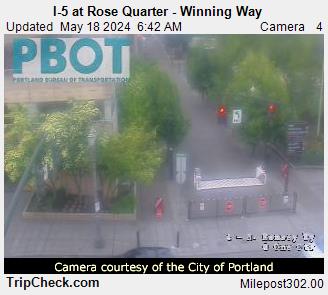 I-5 at Rose Quarter - Winning Way
Updated May 18 2024 6:42 AM Camera 4
PBOT
PORTLAND BUREAU OF TRANSPORTATION
Camera courtesy of the City of Portland
TripCheck.com Milepost302.00